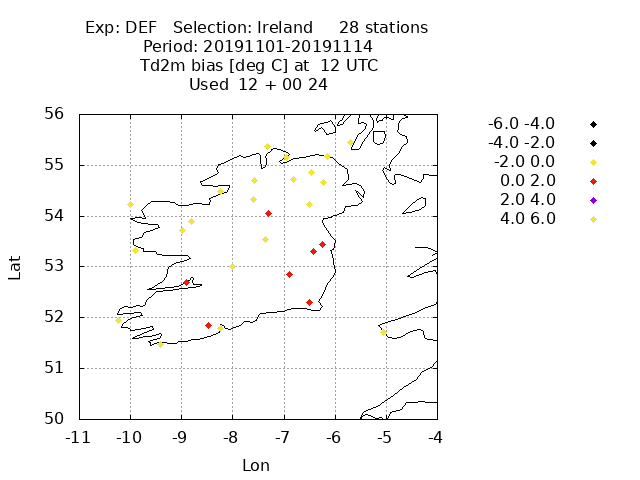 Exp: DEF Selection: Ireland 28 stations
Period: 20191101-20191114
Td2m bias [deg C] at 12 UTC
Used 12 + 00 24
56
55
54
53
52
51
50
-11 -10 -9 -8 -7 -6 -5 -4
Lat
Lon
-6.0 -4.0
-4.0 -2.0
-2.0 0.0
0.0 2.0
2.0 4.0
4.0 6.0